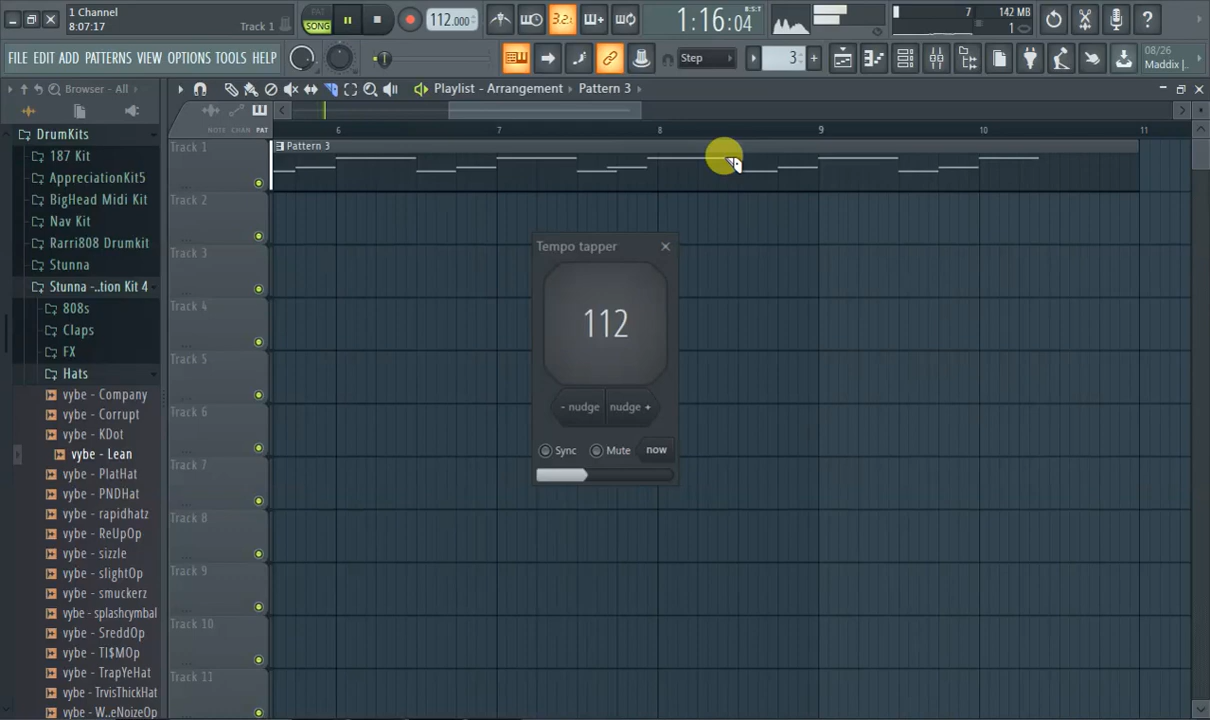 1 Channel
8:07:17
Track 1
PAT
SONG
112.000
3.2.
1:16:04
B:S:T
7
142 MB
1
FILE EDIT ADD PATTERNS VIEW OPTIONS TOOLS HELP
Step
3
08/26
Maddix |..
Browser - All
Playlist - Arrangement
Pattern 3
NOTE CHAN PAT
6
7
8
9
10
11
DrumKits
187 Kit
AppreciationKit5
BigHead Midi Kit
Nav Kit
Rarri808 Drumkit
Stunna
Stunna -..tion Kit 4
808s
Claps
FX
Hats
vybe - Company
vybe - Corrupt
vybe - KDot
vybe - Lean
vybe - PlatHat
vybe - PNDHat
vybe - rapidhatz
vybe - ReUpOp
vybe - sizzle
vybe - slightOp
vybe - smuckerz
vybe - splashcymbal
vybe - SreddOp
vybe - TI$MOp
vybe - TrapYeHat
vybe - TrvisThickHat
vybe - W..eNoizeOp
Track 1
Pattern 3
Track 2
Track 3
Track 4
Track 5
Track 6
Track 7
Track 8
Track 9
Track 10
Track 11
Tempo tapper
112
- nudge
nudge +
Sync
Mute
now